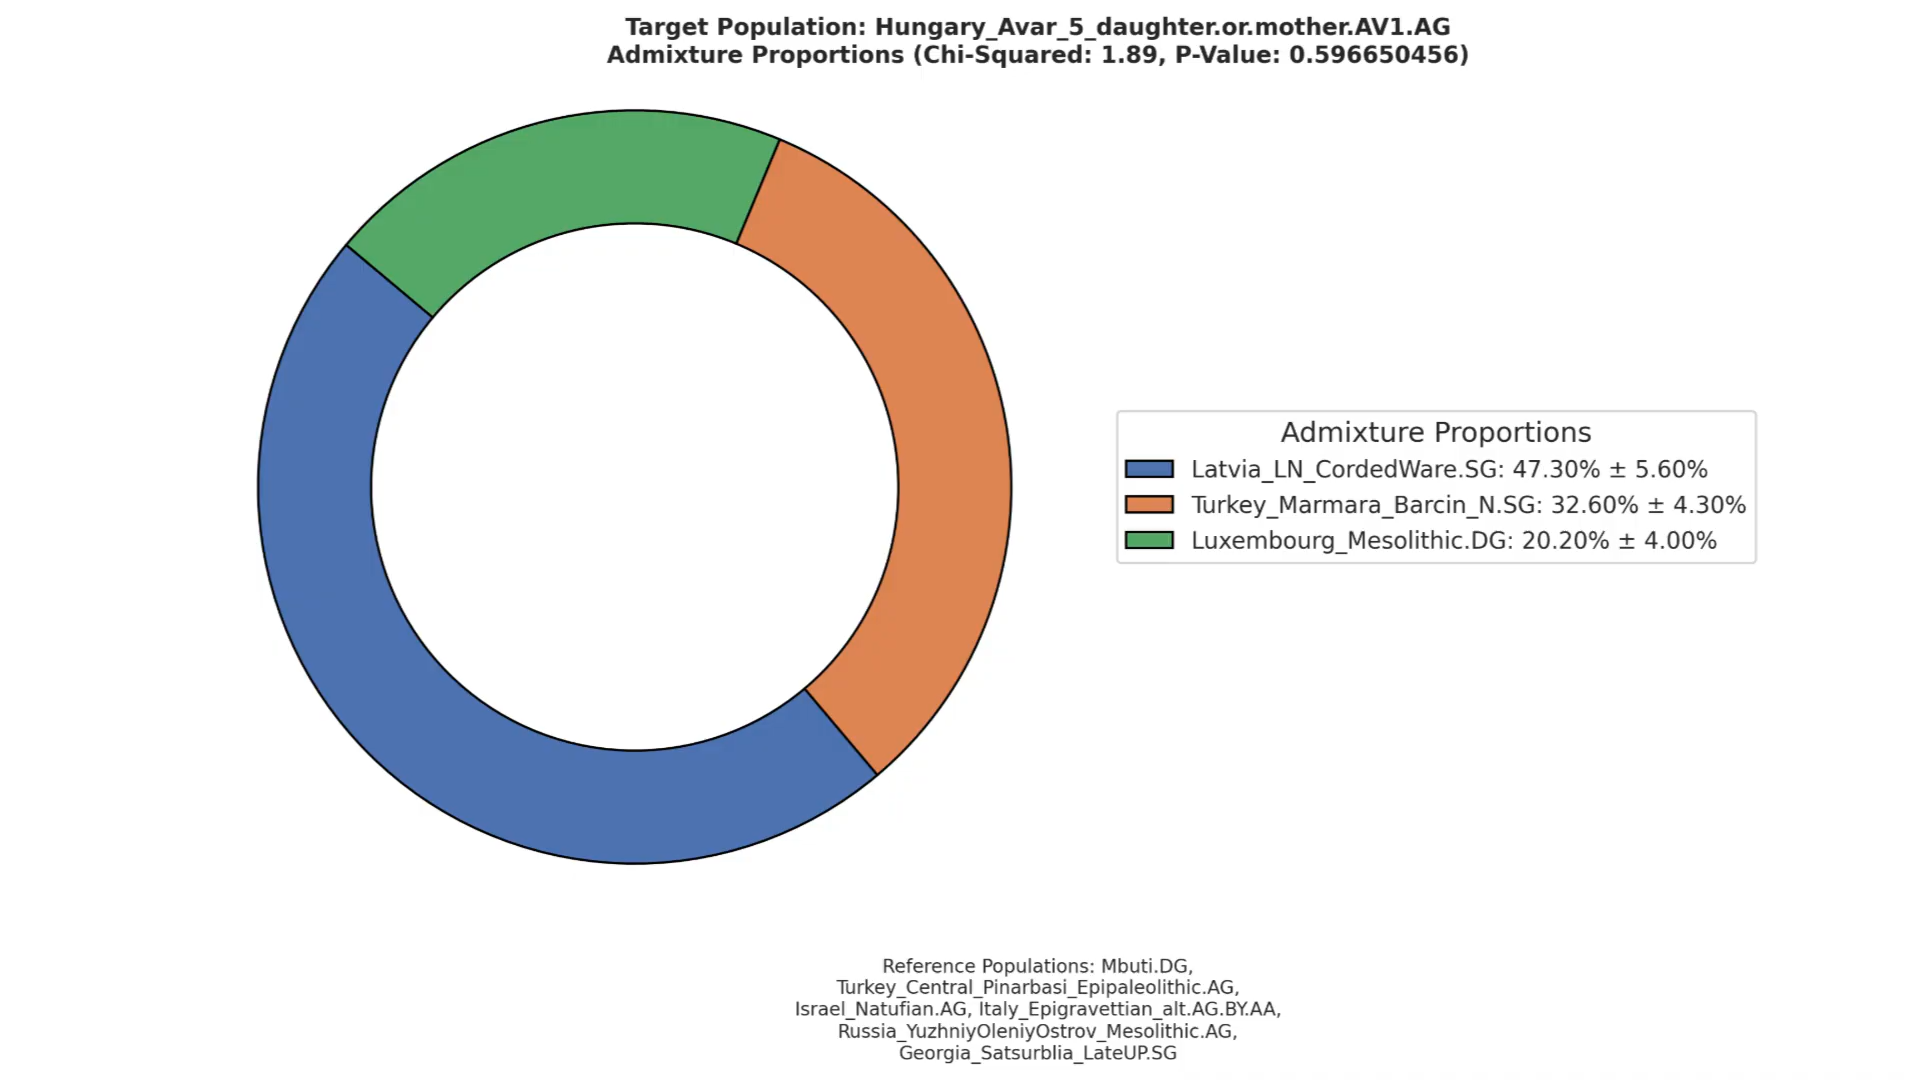 Target Population: Hungary_Avar_5_daughter.or.mother.AV1.AG
Admixture Proportions (Chi-Squared: 1.89, P-Value: 0.596650456)
Admixture Proportions
Latvia_LN_CordedWare.SG: 47.30% ± 5.60%
Turkey_Marmara_Barcin_N.SG: 32.60% ± 4.30%
Luxembourg_Mesolithic.DG: 20.20% ± 4.00%
Reference Populations: Mbuti.DG,
Turkey_Central_Pinarbasi_Epipaleolithic.AG,
Israel_Natufian.AG, Italy_Epigravettian_alt.AG.BY.AA,
Russia_YuzhniyOleniyOstrov_Mesolithic.AG,
Georgia_Satsurblia_LateUP.SG